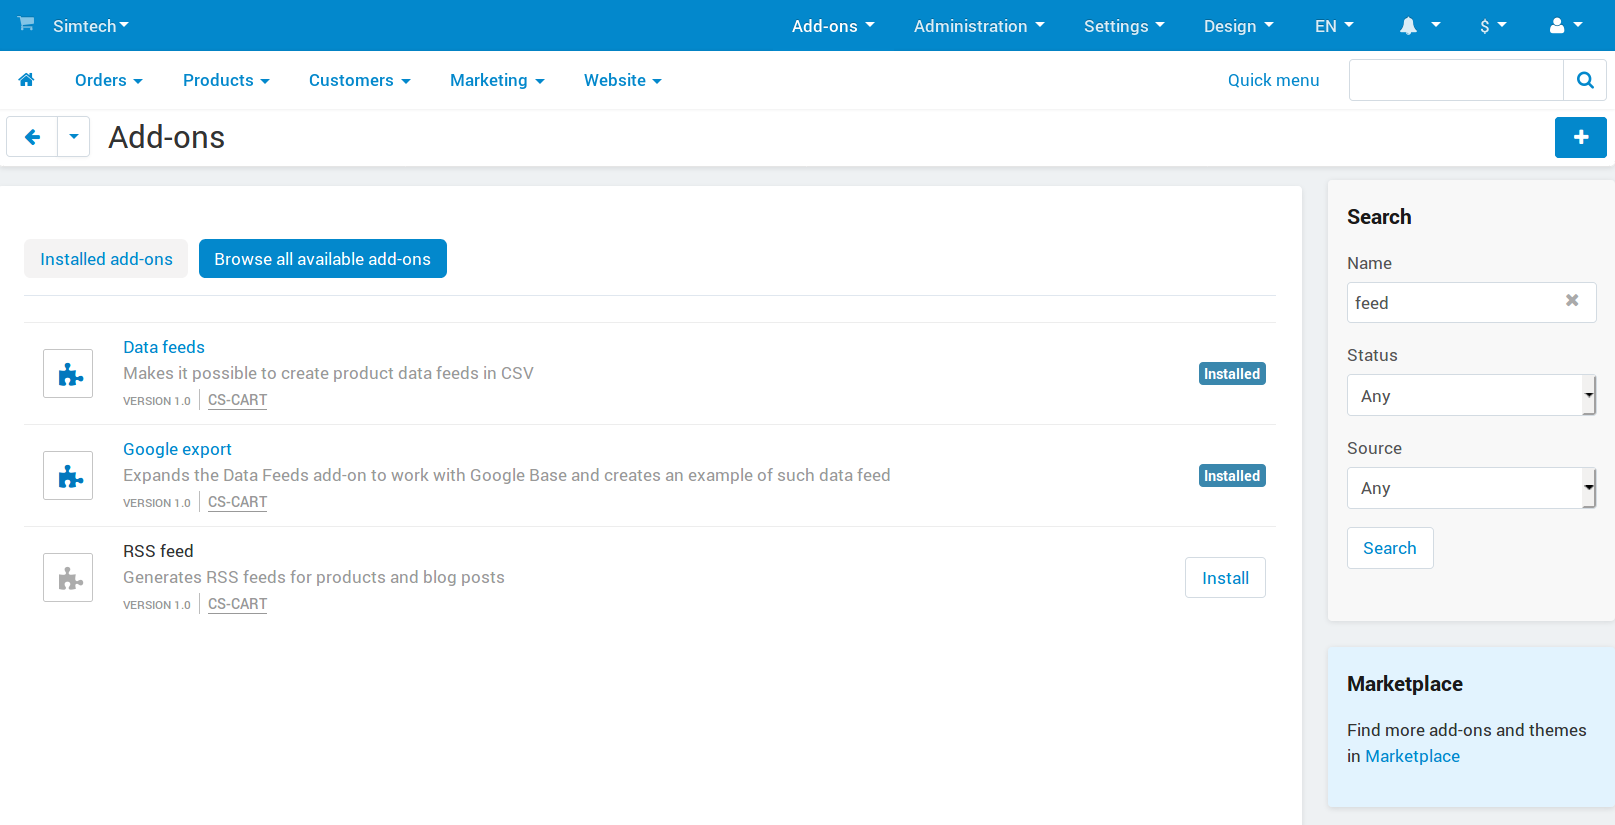 Simtech Add-ons Administration Settings Design EN $
Orders Products Customers Marketing Website Quick menu
Add-ons
Installed add-ons Browse all available add-ons
Data feeds
Makes it possible to create product data feeds in CSV
VERSION 1.0 CS-CART
Installed
Google export
Expands the Data Feeds add-on to work with Google Base and creates an example of such data feed
VERSION 1.0 CS-CART
Installed
RSS feed
Generates RSS feeds for products and blog posts
VERSION 1.0 CS-CART
Install
Search
Name
feed
Status
Any
Source
Any
Search
Marketplace
Find more add-ons and themes
in Marketplace